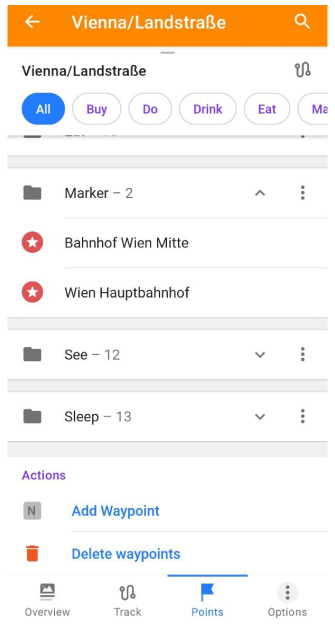 Vienna/Landstraße
Vienna/Landstraße
All Buy Do Drink Eat Ma
Marker – 2
Bahnhof Wien Mitte
Wien Hauptbahnhof
See – 12
Sleep – 13
Actions
N Add Waypoint
Delete waypoints
Overview Track Points Options